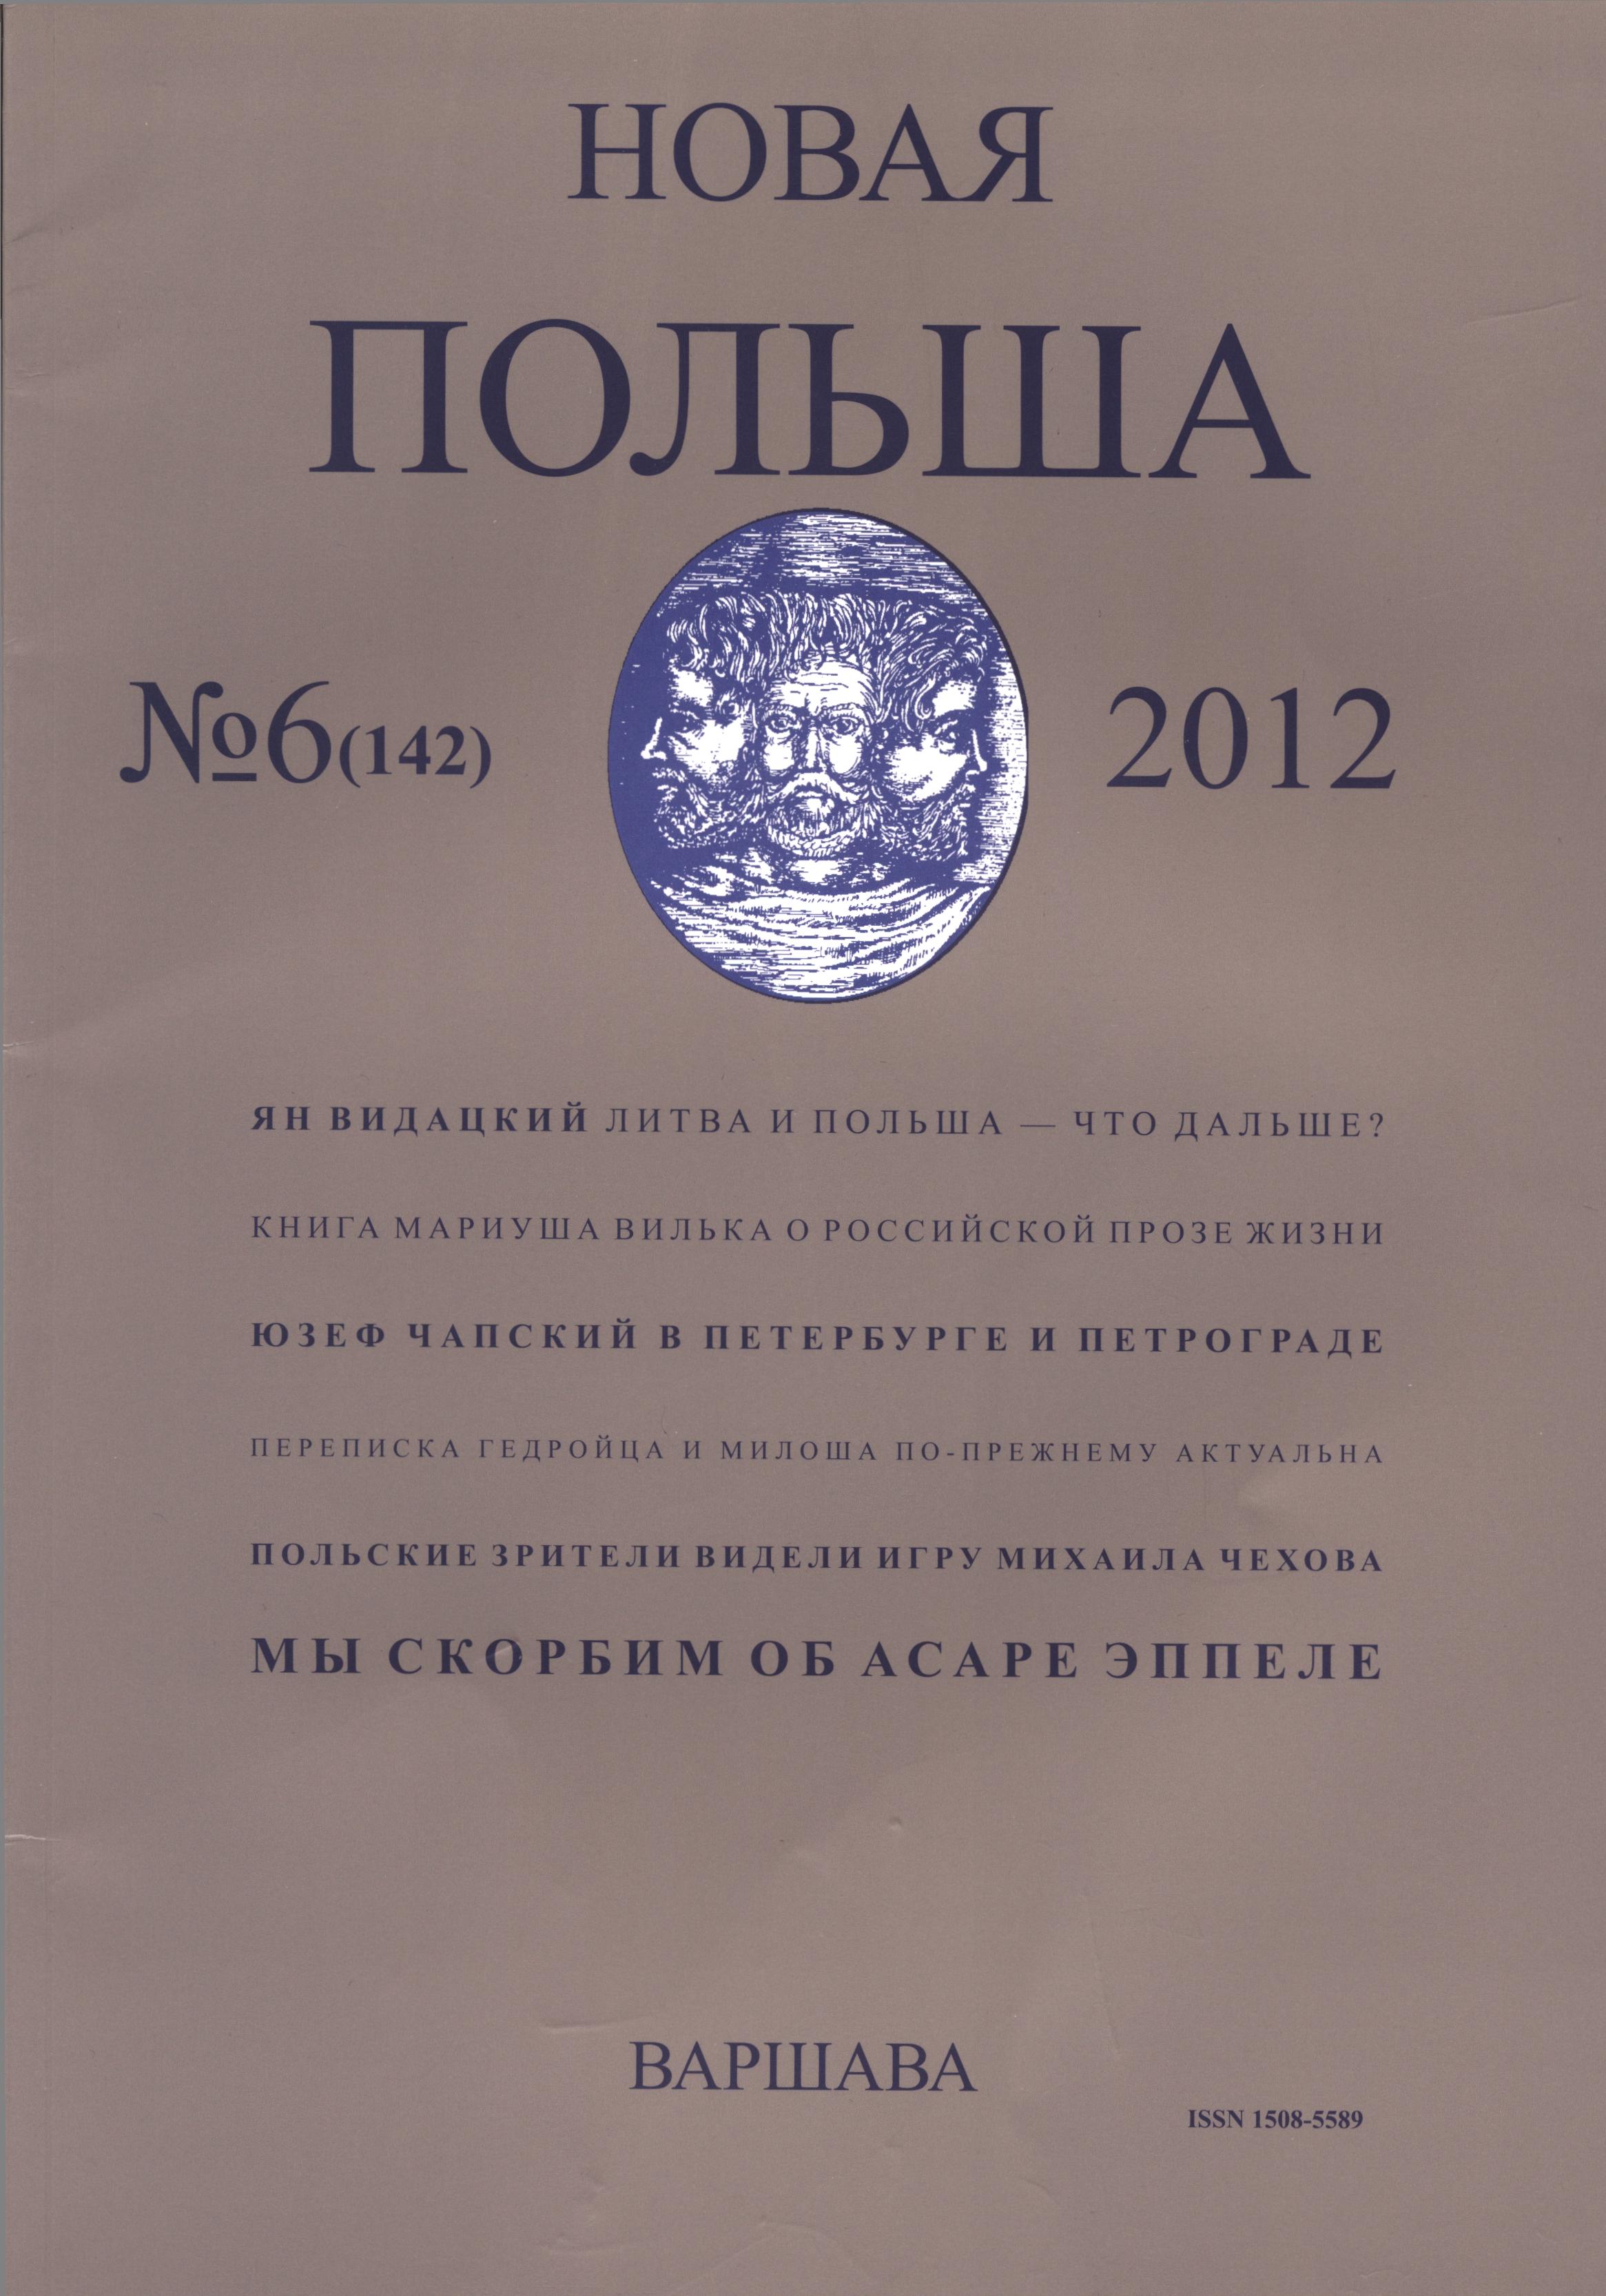 НОВАЯ
ПОЛЬША
№6(142)
2012
ЯН ВИДАЦКИЙ ЛИТВА И ПОЛЬША — ЧТО ДАЛЬШЕ?
КНИГА МАРИУША ВИЛЬКА О РОССИЙСКОЙ ПРОЗЕ ЖИЗНИ
ЮЗЕФ ЧАПСКИЙ В ПЕТЕРБУРГЕ И ПЕТРОГРАДЕ
ПЕРЕПИСКА ГЕДРОЙЦА И МИЛОША ПО-ПРЕЖНЕМУ АКТУАЛЬНА
ПОЛЬСКИЕ ЗРИТЕЛИ ВИДЕЛИ ИГРУ МИХАИЛА ЧЕХОВА
МЫ СКОРБИМ ОБ АСАРЕ ЭППЕЛЕ
ВАРШАВА
ISSN 1508-5589